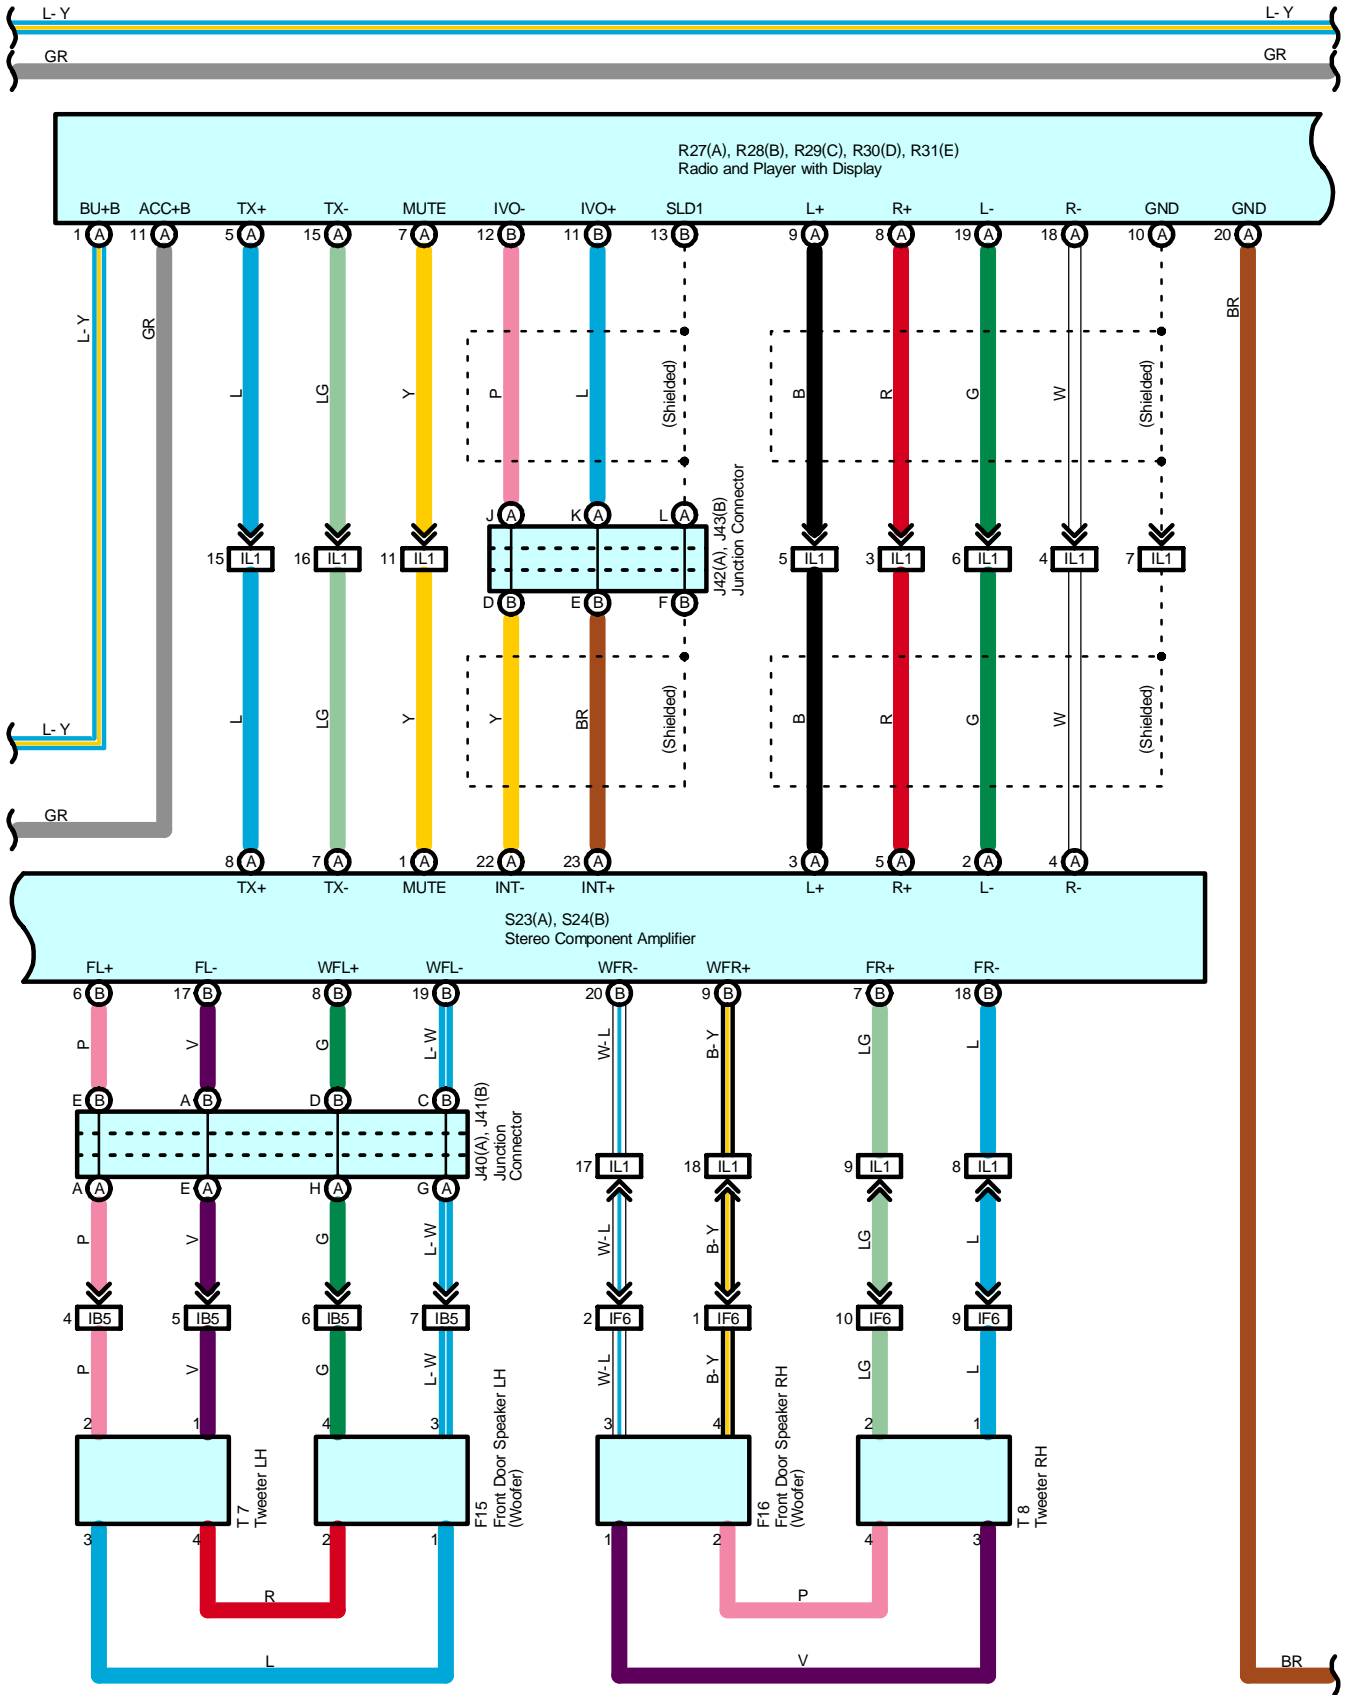 L- Y L- Y
GR GR
R27(A), R28(B), R29(C), R30(D), R31(E)
Radio and Player with Display
BU+B ACC+B TX+ TX- MUTE IVO- IVO+ SLD1 L+ R+ L- R- GND GND
1 A 11 A 5 A 15 A 7 A 12 B 11 B 13 B 9 A 8 A 19 A 18 A 10 A 20 A
L- Y GR BR
L LG Y P L (Shielded) B R G W (Shielded)
J A K A L A
J42(A), J43(B)
Junction Connector
15 IL1 16 IL1 11 IL1 5 IL1 3 IL1 6 IL1 4 IL1 7 IL1
D B E B F B
L- Y
L LG Y Y BR (Shielded) B R G W (Shielded)
GR
8 A 7 A 1 A 22 A 23 A 3 A 5 A 2 A 4 A
TX+ TX- MUTE INT- INT+ L+ R+ L- R-
S23(A), S24(B)
Stereo Component Amplifier
FL+ FL- WFL+ WFL- WFR- WFR+ FR+ FR-
6 B 17 B 8 B 19 B 20 B 9 B 7 B 18 B
P V G L- W W- L B- Y LG L
E B A B D B C B
J40(A), J41(B)
Junction
Connector
17 IL1 18 IL1 9 IL1 8 IL1
A A E A H A G A
P V G L- W W- L B- Y LG L
4 IB5 5 IB5 6 IB5 7 IB5 2 IF6 1 IF6 10 IF6 9 IF6
P V G L- W W- L B- Y LG L
2 1 4 3 3 4 2 1
T 7
Tweeter LH
F15
Front Door Speaker LH
(Woofer)
F16
Front Door Speaker RH
(Woofer)
T 8
Tweeter RH
3 4 2 1 1 2 4 3
R P
L V BR